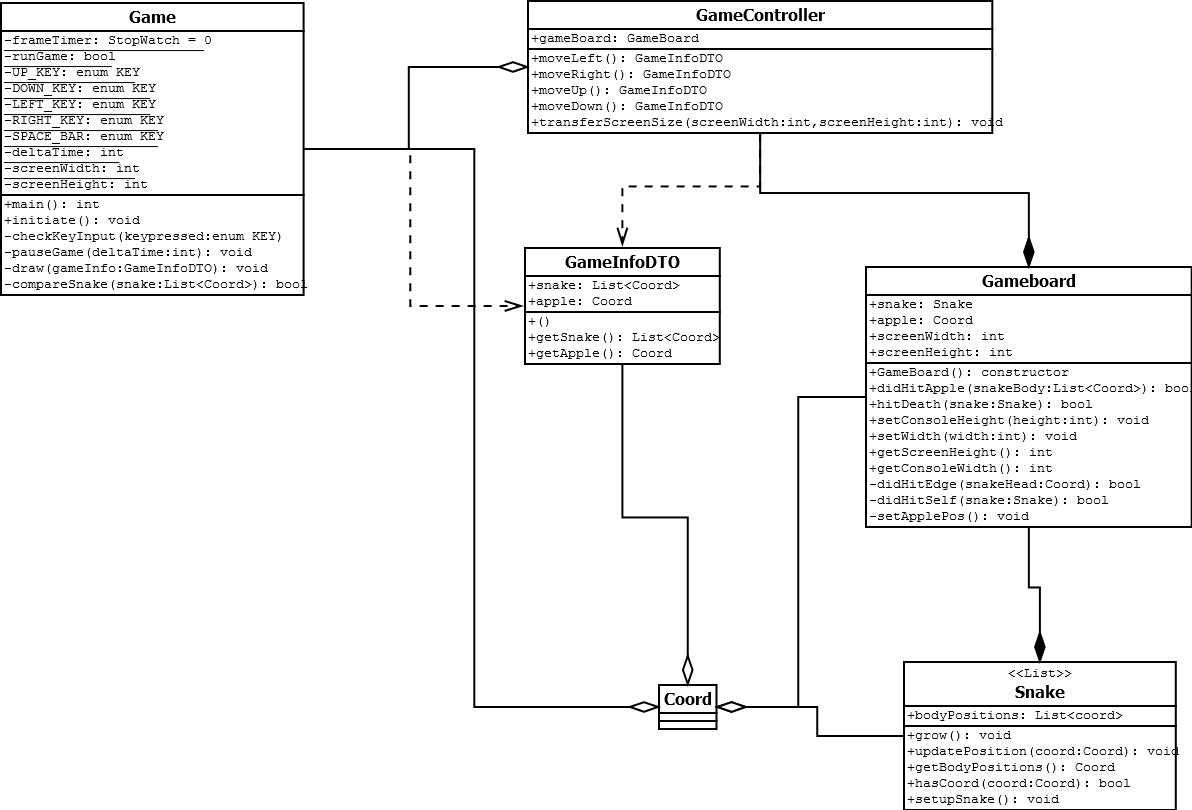 Game
-frameTimer: StopWatch = 0
-runGame: bool
-UP_KEY: enum KEY
-DOWN_KEY: enum KEY
-LEFT_KEY: enum KEY
-RIGHT_KEY: enum KEY
-SPACE_BAR: enum KEY
-deltaTime: int
-screenWidth: int
-screenHeight: int
+main(): int
+initiate(): void
-checkKeyInput(keypressed:enum KEY)
-pauseGame(deltaTime:int): void
-draw(gameInfo:GameInfoDTO): void
-compareSnake(snake:List<Coord>): bool
GameController
+gameBoard: GameBoard
+moveLeft(): GameInfoDTO
+moveRight(): GameInfoDTO
+moveUp(): GameInfoDTO
+moveDown(): GameInfoDTO
+transferScreenSize(screenWidth:int,screenHeight:int): void
GameInfoDTO
+snake: List<Coord>
+apple: Coord
+()
+getSnake(): List<Coord>
+getApple(): Coord
Gameboard
+snake: Snake
+apple: Coord
+screenWidth: int
+screenHeight: int
+GameBoard(): constructor
+didHitApple(snakeBody:List<Coord>): bool
+hitDeath(snake:Snake): bool
+setConsoleHeight(height:int): void
+setWidth(width:int): void
+getScreenHeight(): int
+getConsoleWidth(): int
-didHitEdge(snakeHead:Coord): bool
-didHitSelf(snake:Snake): bool
-setApplePos(): void
Coord
<<List>>
Snake
+bodyPositions: List<coord>
+grow(): void
+updatePosition(coord:Coord): void
+getBodyPositions(): Coord
+hasCoord(coord:Coord): bool
+setupSnake(): void